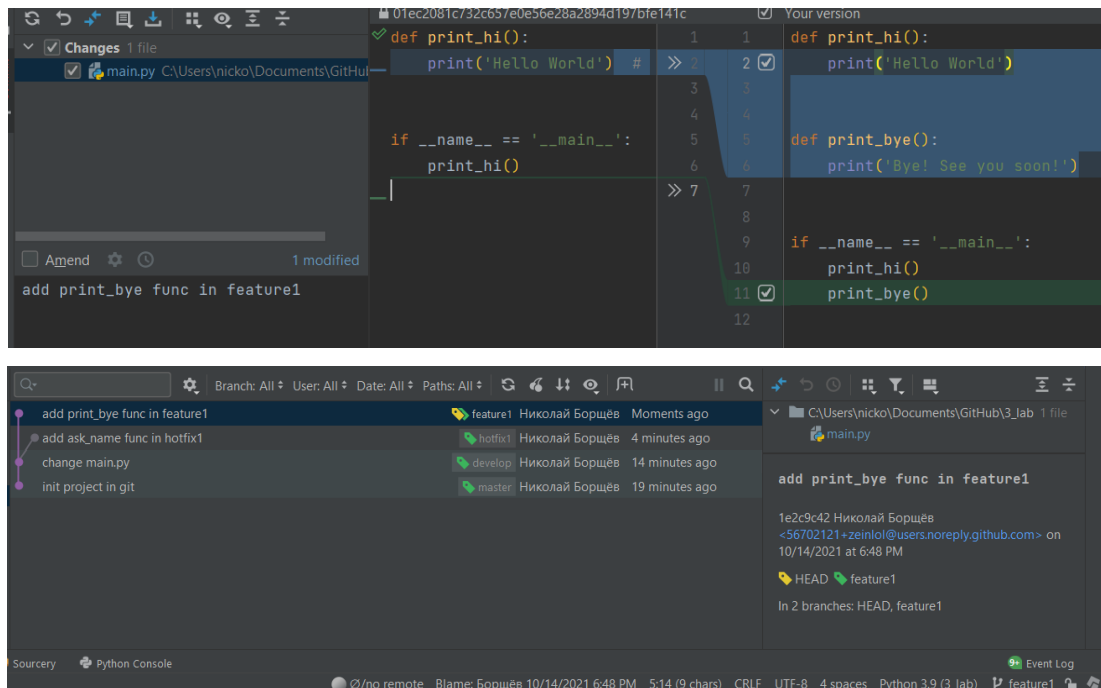 01ec2081c732c657e0e56e28a2894d197bfe141c
Your version
Changes 1 file
main.py C:\Users\nicko\Documents\GitHu
Amend
1 modified
add print_bye func in feature1
def print_hi():
print('Hello World') #
if __name__ == '__main__':
print_hi()
1
2
3
4
5
6
7
1 def print_hi():
2 print('Hello World')
3
4
5 def print_bye():
6 print('Bye! See you soon!')
7
8
9 if __name__ == '__main__':
10 print_hi()
11 print_bye()
12
Branch: All User: All Date: All Paths: All
add print_bye func in feature1 feature1 Николай Борщёв Moments ago
add ask_name func in hotfix1 hotfix1 Николай Борщёв 4 minutes ago
change main.py develop Николай Борщёв 14 minutes ago
init project in git master Николай Борщёв 19 minutes ago
C:\Users\nicko\Documents\GitHub\3_lab 1 file
main.py
add print_bye func in feature1
1e2c9c42 Николай Борщёв
<56702121+zeinlol@users.noreply.github.com> on
10/14/2021 at 6:48 PM
HEAD feature1
In 2 branches: HEAD, feature1
Sourcery Python Console
9+ Event Log
Ø/no remote Blame: Борщёв 10/14/2021 6:48 PM 5:14 (9 chars) CRLF UTF-8 4 spaces Python 3.9 (3_lab) feature1